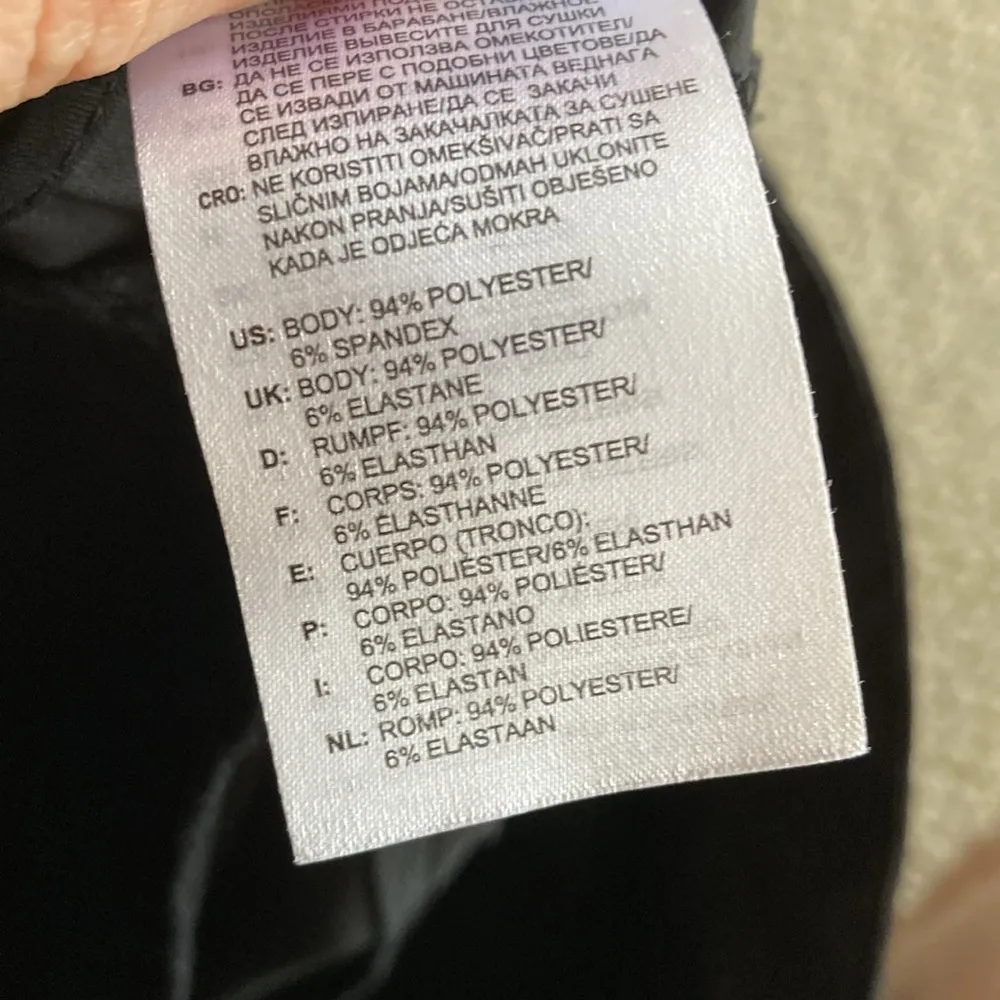 ПОСЛЕ СТИРКИ НЕ
ИЗДЕЛИЕ В БАРАБАНЕ/ВЛАЖНОЕ
ИЗДЕЛИЕ ВЫВЕСИТЕ ДЛЯ СУШКИ
BG: ДА НЕ СЕ ИЗПОЛЗВА ОМЕКОТИТЕЛ/
ДА СЕ ПЕРЕ С ПОДОБНИ ЦВЕТОВЕ/ДА
СЕ ИЗВАДИ ОТ МАШИНАТА ВЕДНАГА
СЛЕД ИЗПИРАНЕ/ДА СЕ ЗАКАЧИ
ВЛАЖНО НА ЗАКАЧАЛКАТА ЗА СУШЕНЕ
CRO: NE KORISTITI OMEKŠIVAČ/PRATI SA
SLIČNIM BOJAMA/ODMAH UKLONITE
NAKON PRANJA/SUŠITI OBJEŠENO
KADA JE ODJEĆA MOKRA
US: BODY: 94% POLYESTER/
6% SPANDEX
UK: BODY: 94% POLYESTER/
6% ELASTANE
D: RUMPF: 94% POLYESTER/
6% ELASTHAN
F: CORPS: 94% POLYESTER/
6% ÉLASTHANNE
E: CUERPO (TRONCO):
94% POLIÉSTER/6% ELASTHAN
P: CORPO: 94% POLIÉSTER/
6% ELASTANO
I: CORPO: 94% POLIESTERE/
6% ELASTAN
NL: ROMP: 94% POLYESTER/
6% ELASTAAN